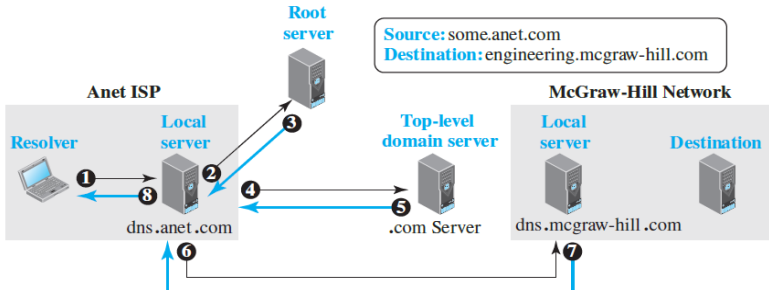 Root
server
Source: some.anet.com
Destination: engineering.mcgraw-hill.com
Anet ISP
McGraw-Hill Network
Resolver
Local
server
Top-level
domain server
Local
server
Destination
1
2
3
4
5
8
dns.anet.com
.com Server
dns.mcgraw-hill.com
6
7